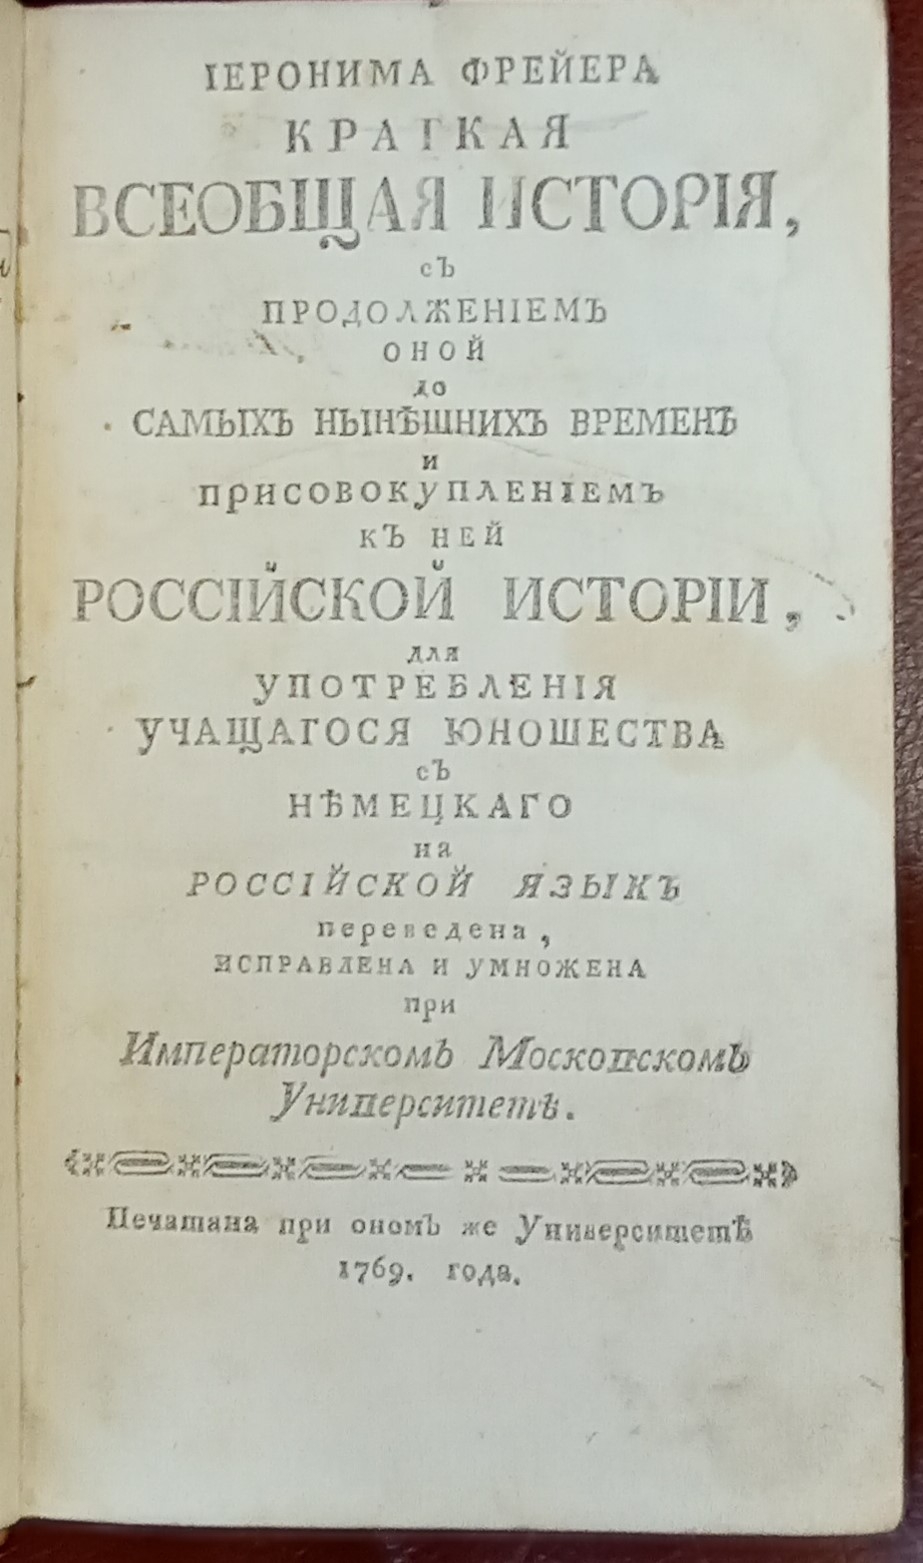 ІЕРОНИМА ФРЕЙЕРА
КРАТКАЯ
ВСЕОБЩАЯ ИСТОРІЯ,
съ
ПРОДОЛЖЕНІЕМЪ
ОНОЙ
до
САМЫХЪ НЫНѢШНИХЪ ВРЕМЕНЪ
и
ПРИСОВОКУПЛЕНІЕМЪ
КЪ НЕЙ
РОССІЙСКОЙ ИСТОРІИ,
для
УПОТРЕБЛЕНІЯ
УЧАЩАГОСЯ ЮНОШЕСТВА
съ
НѢМЕЦКАГО
на
РОССІЙСКОЙ ЯЗЫКЪ
переведена,
ИСПРАВЛЕНА И УМНОЖЕНА
при
Императорскомъ Московскомъ
Университетѣ.
Печатана при ономъ же Университетѣ
1769. года.